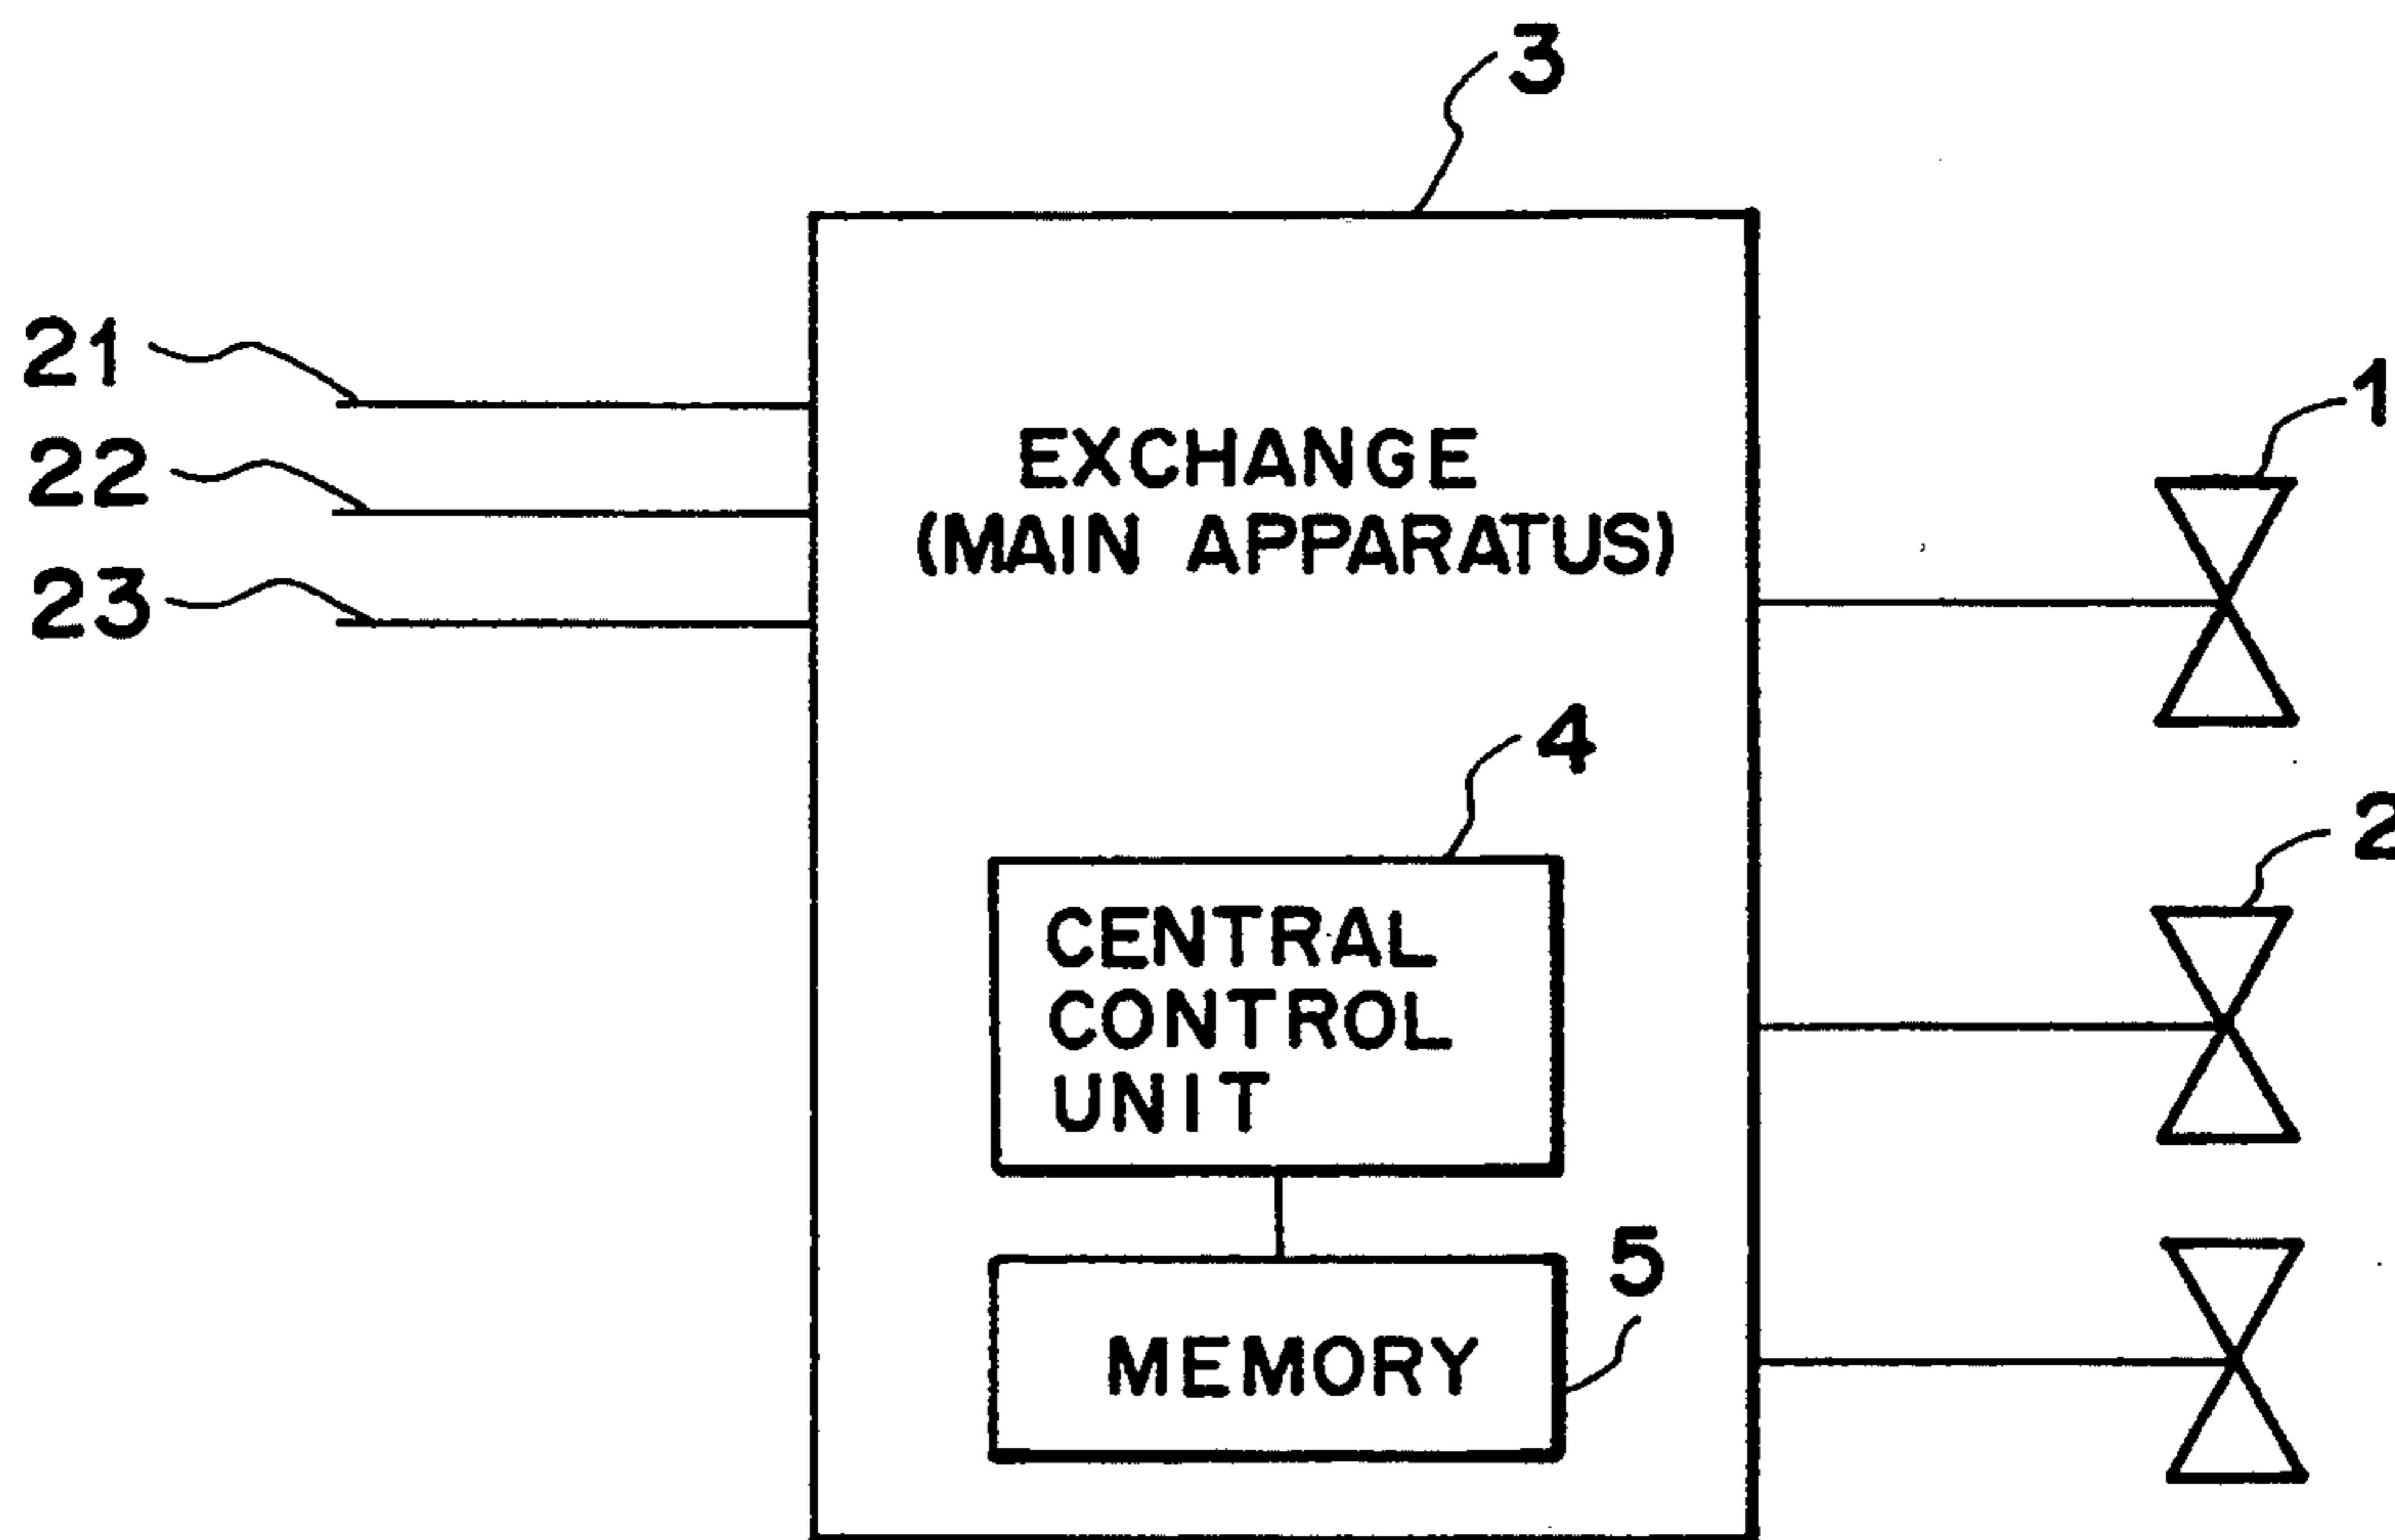 3
21
22
23
EXCHANGE
(MAIN APPARATUS)
1
4
2
CENTRAL
CONTROL
UNIT
5
MEMORY